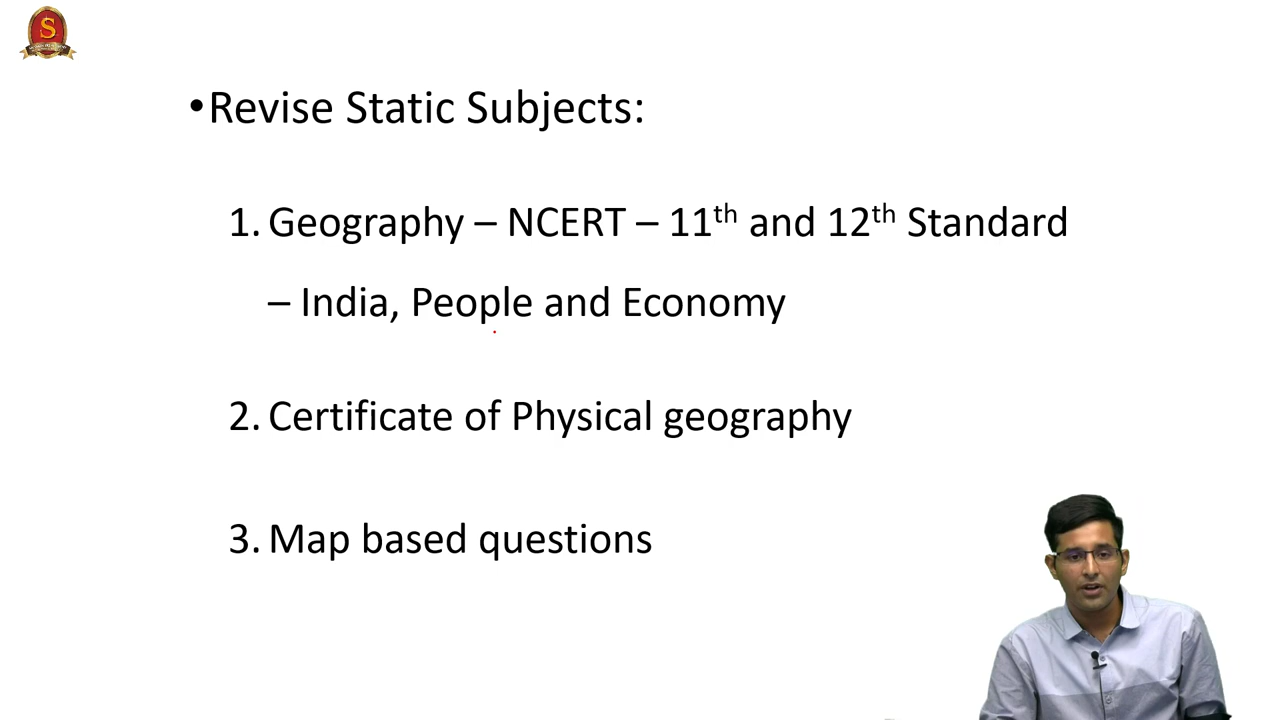 S
•Revise Static Subjects:
1. Geography – NCERT – 11th and 12th Standard
– India, People and Economy
2. Certificate of Physical geography
3. Map based questions